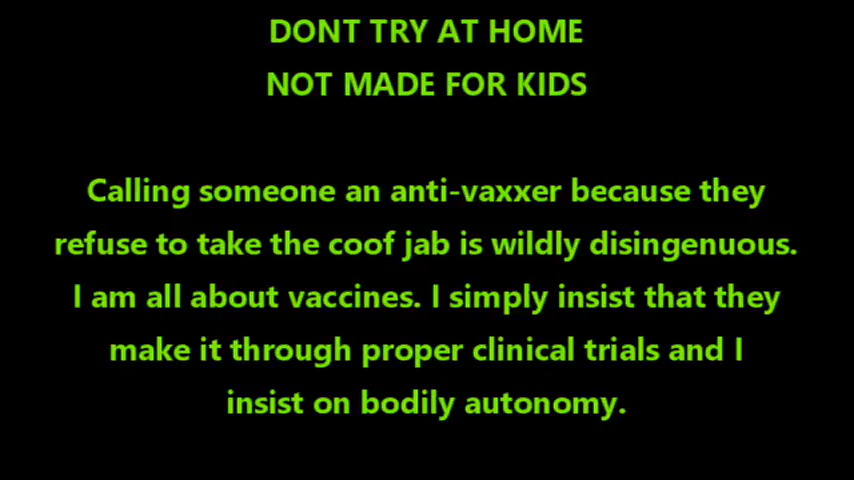 DONT TRY AT HOME
NOT MADE FOR KIDS
Calling someone an anti-vaxxer because they
refuse to take the coof jab is wildly disingenuous.
I am all about vaccines. I simply insist that they
make it through proper clinical trials and I
insist on bodily autonomy.